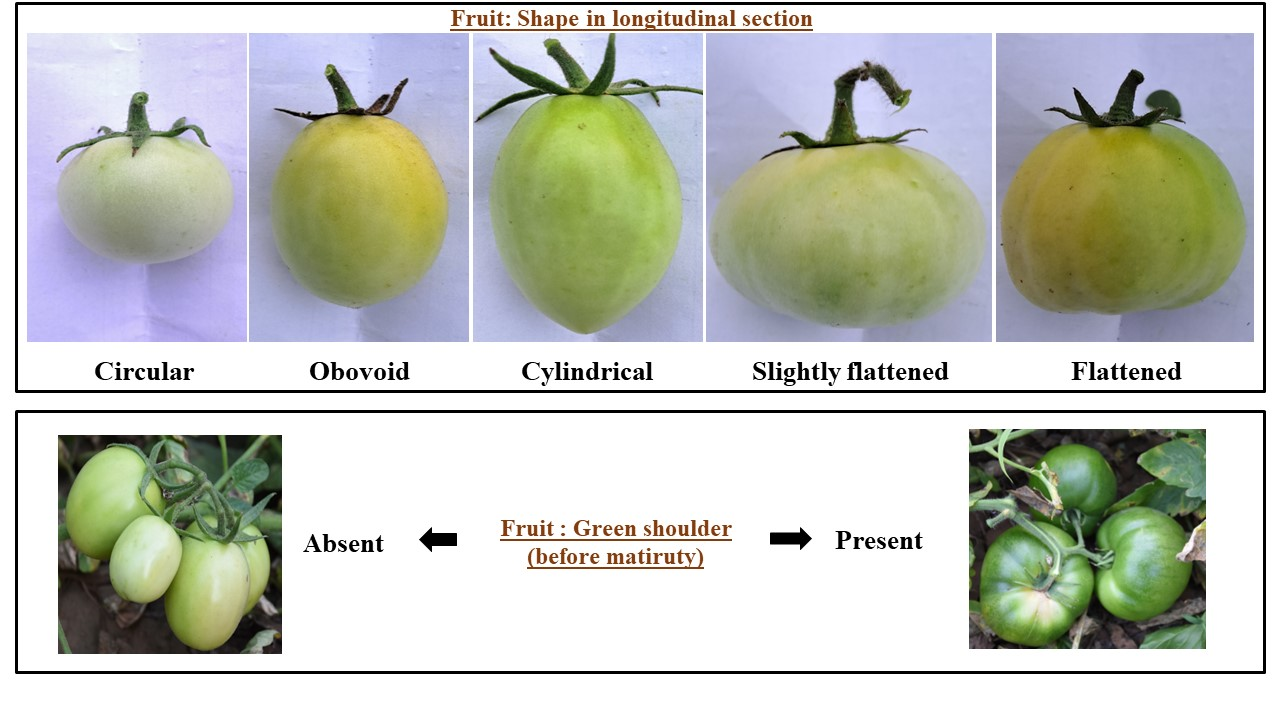 Fruit: Shape in longitudinal section
Circular
Obovoid
Cylindrical
Slightly flattened
Flattened
Absent
Fruit : Green shoulder
(before matiruty)
Present